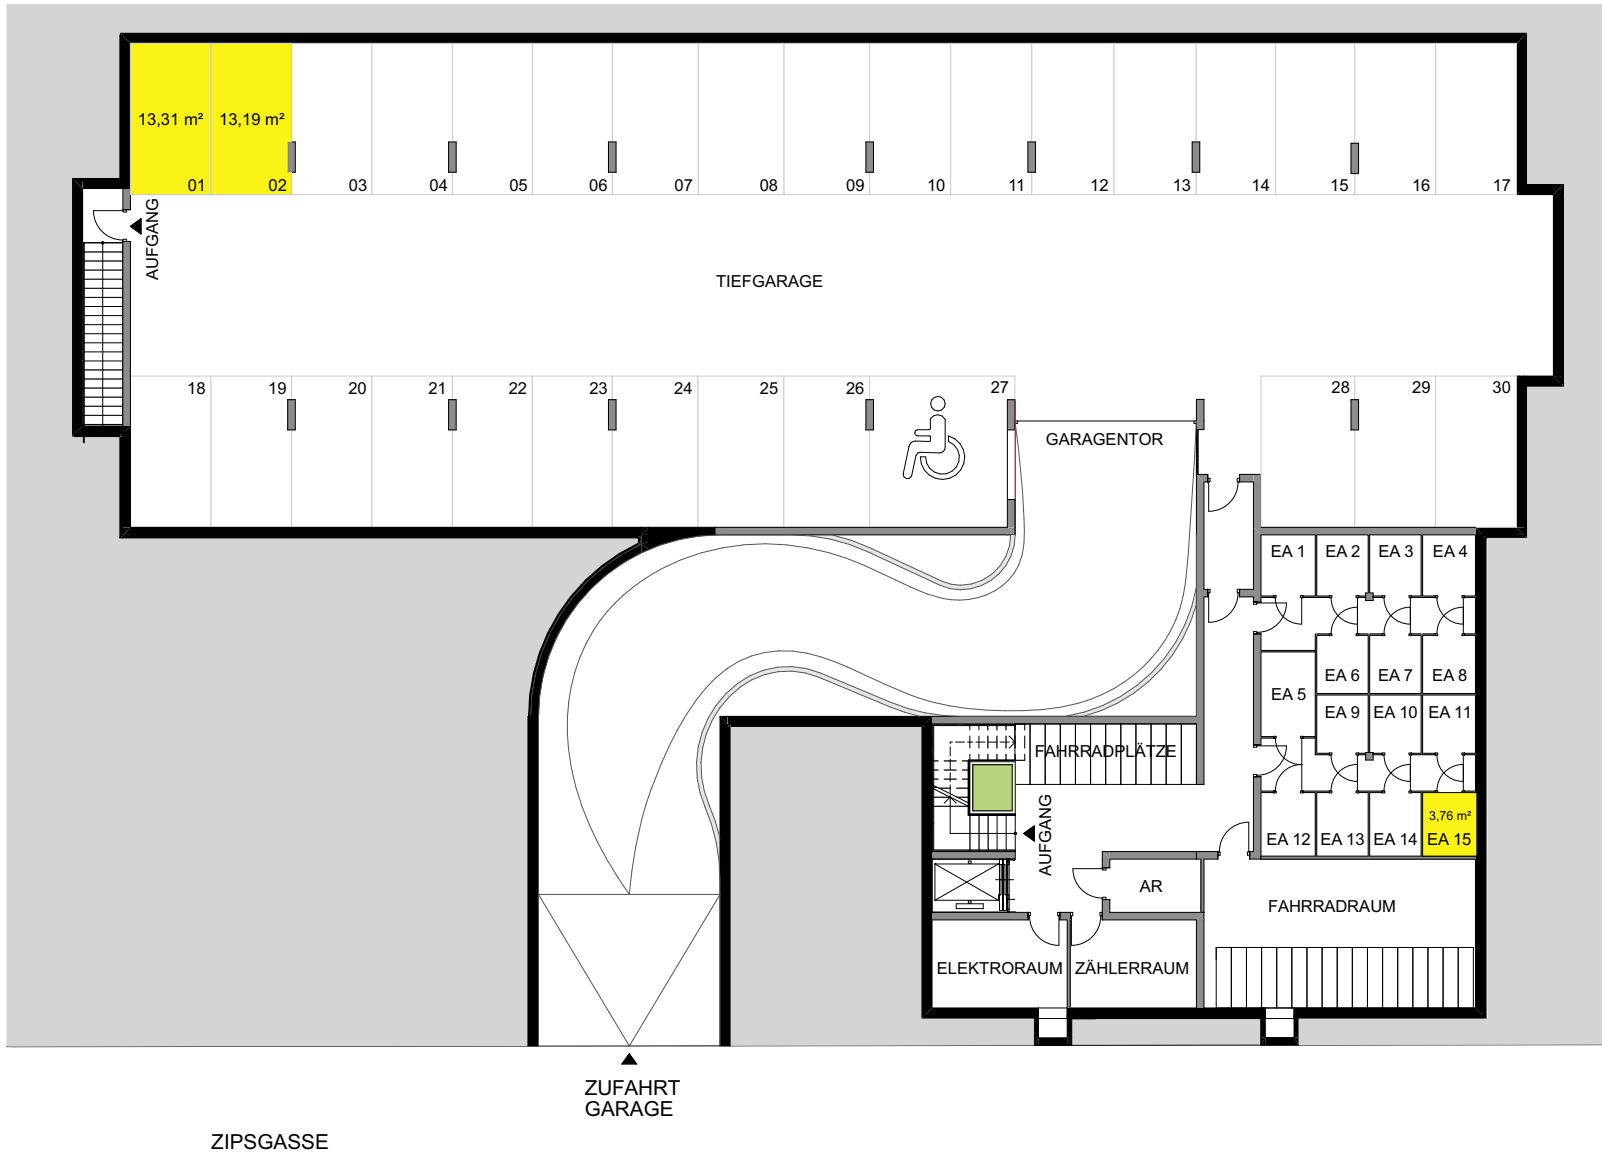 13,31 m² 13,19 m²
01 02 03 04 05 06 07 08 09 10 11 12 13 14 15 16 17
AUFGANG
TIEFGARAGE
18 19 20 21 22 23 24 25 26 27 28 29 30
GARAGENTOR
EA 1 EA 2 EA 3 EA 4
EA 5
EA 6 EA 7 EA 8
EA 9 EA 10 EA 11
FAHRRADPLÄTZE
AUFGANG
3,76 m²
EA 12 EA 13 EA 14 EA 15
AR
FAHRRADRAUM
ELEKTRORAUM ZÄHLERRAUM
ZUFAHRT
GARAGE
ZIPSGASSE